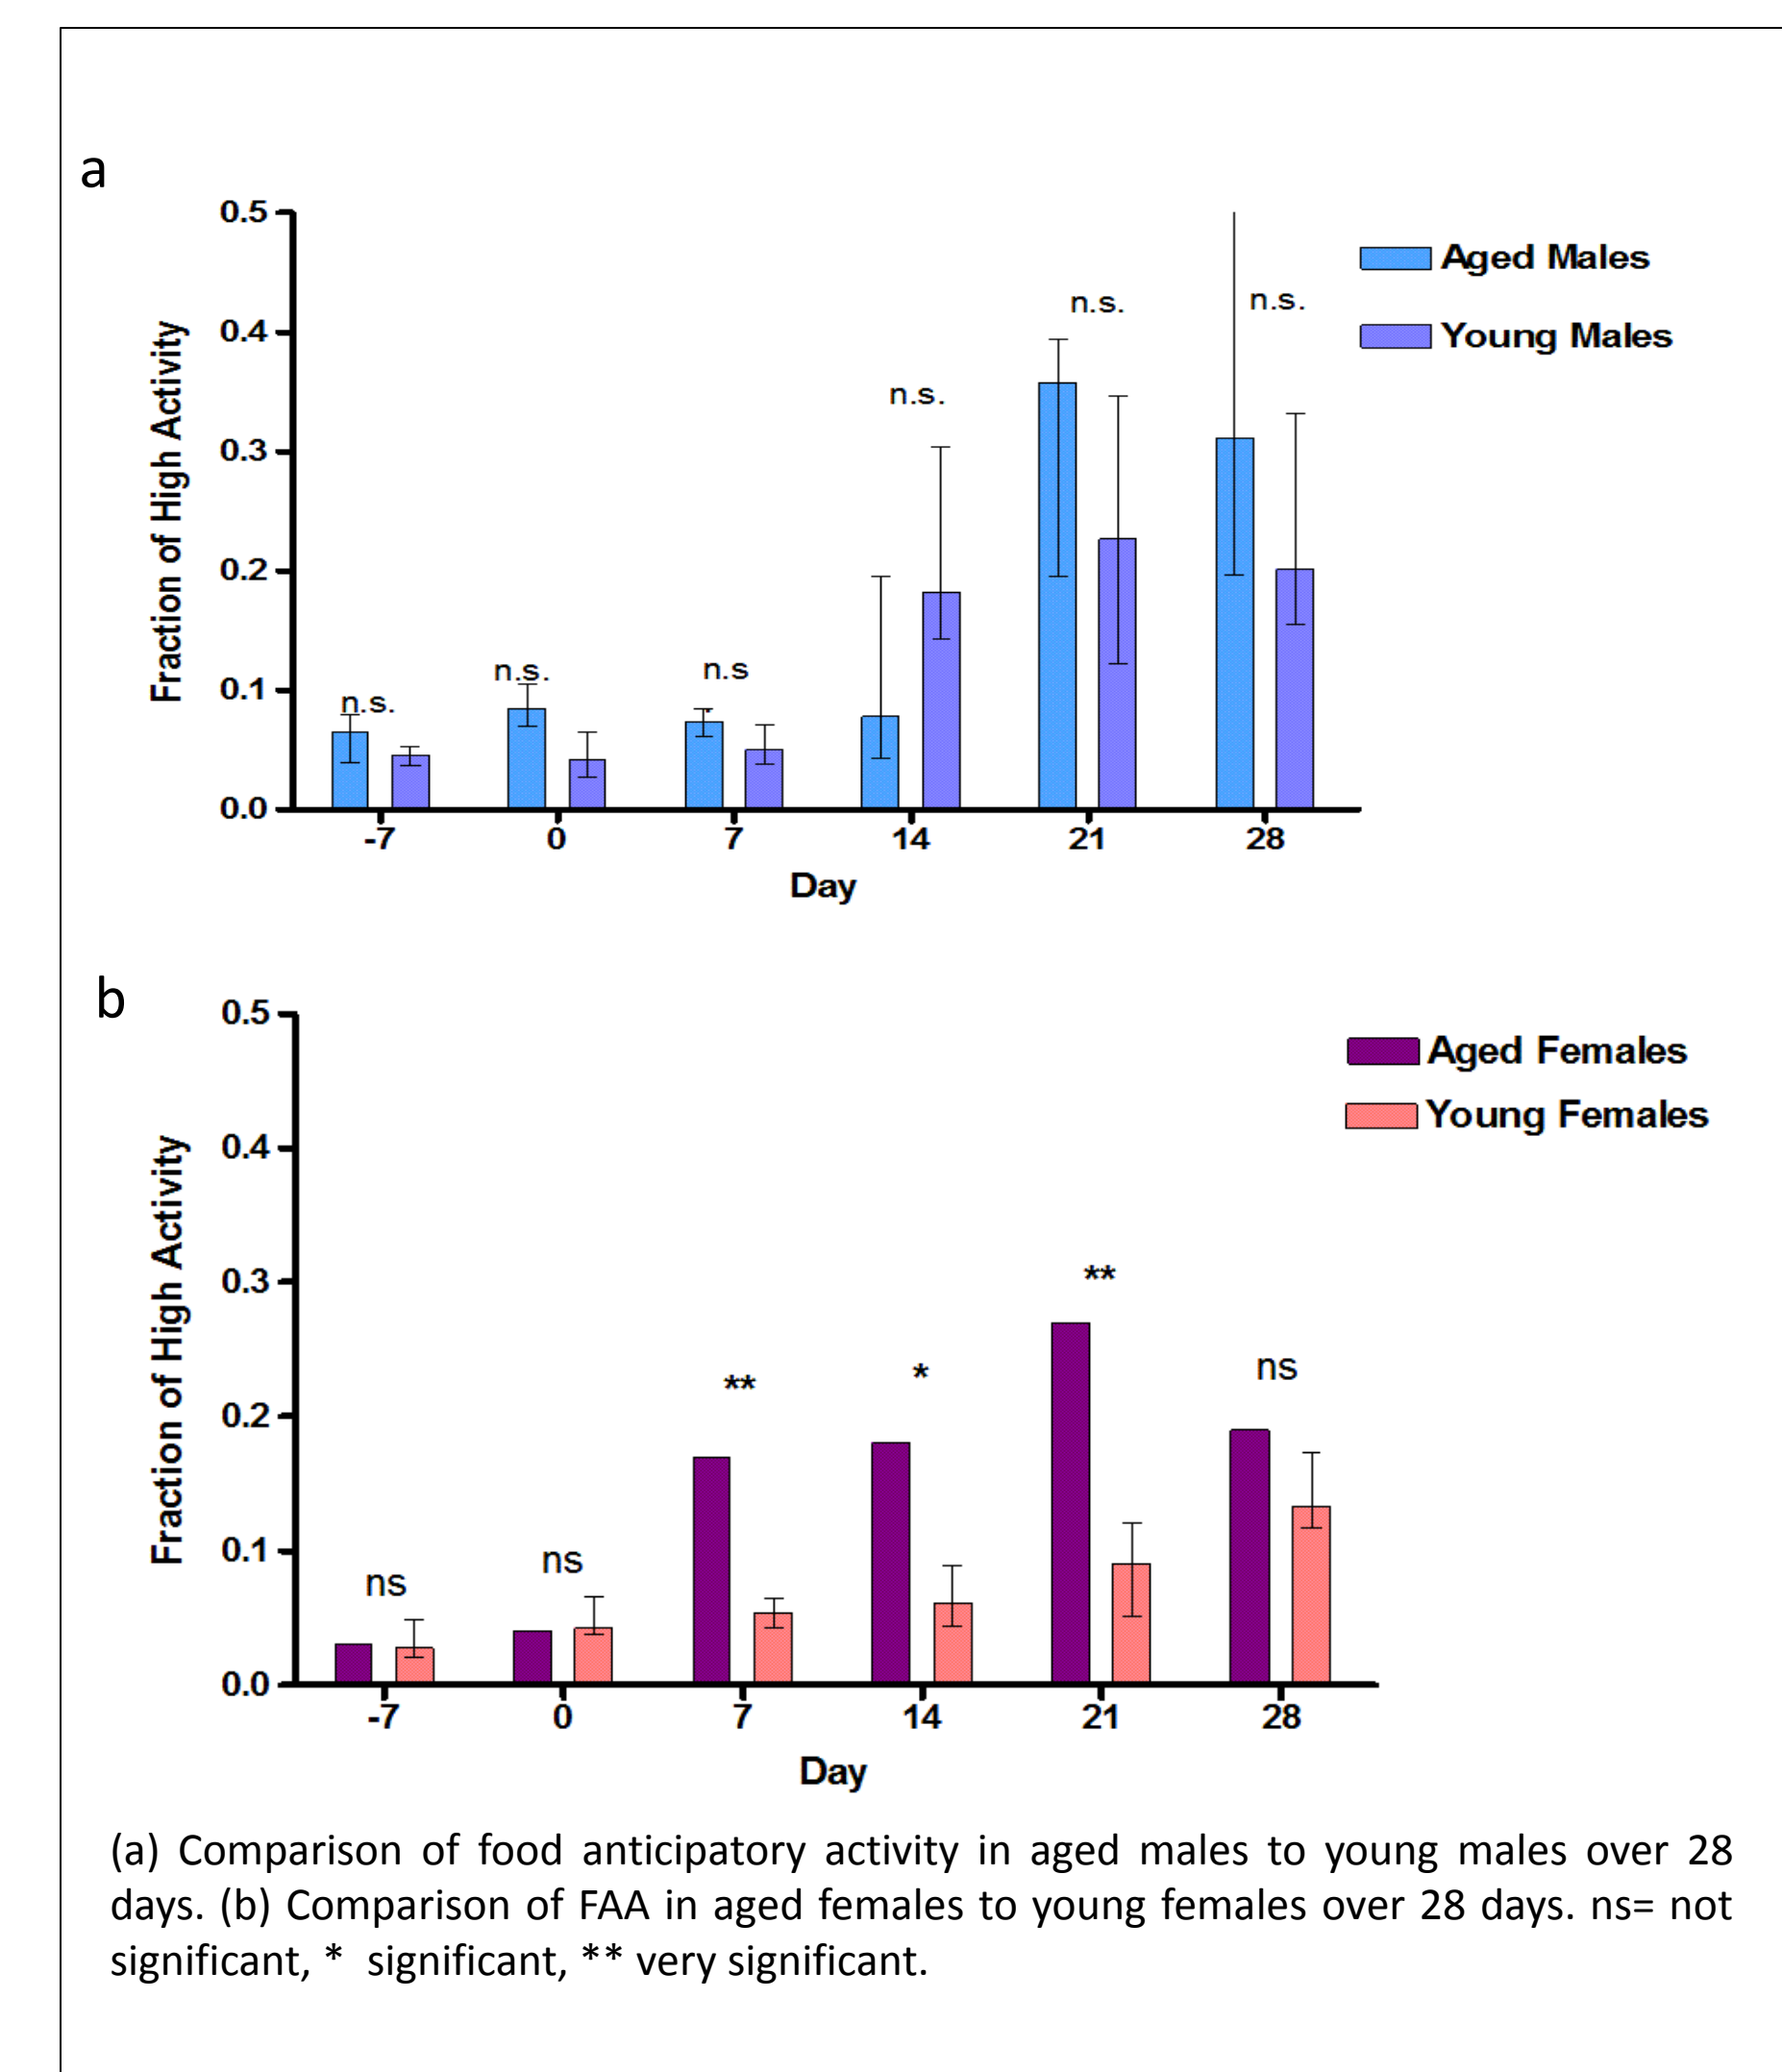 a
0.5
0.4
0.3
0.2
0.1
0.0
Fraction of High Activity
n.s.
n.s.
n.s
.
n.s.
n.s.
n.s.
Aged Males
Young Males
-7 0 7 14 21 28
Day
b
0.5
0.4
0.3
0.2
0.1
0.0
Fraction of High Activity
ns
ns
**
*
**
ns
Aged Females
Young Females
-7 0 7 14 21 28
Day
(a) Comparison of food anticipatory activity in aged males to young males over 28
days. (b) Comparison of FAA in aged females to young females over 28 days. ns= not
significant, * significant, ** very significant.